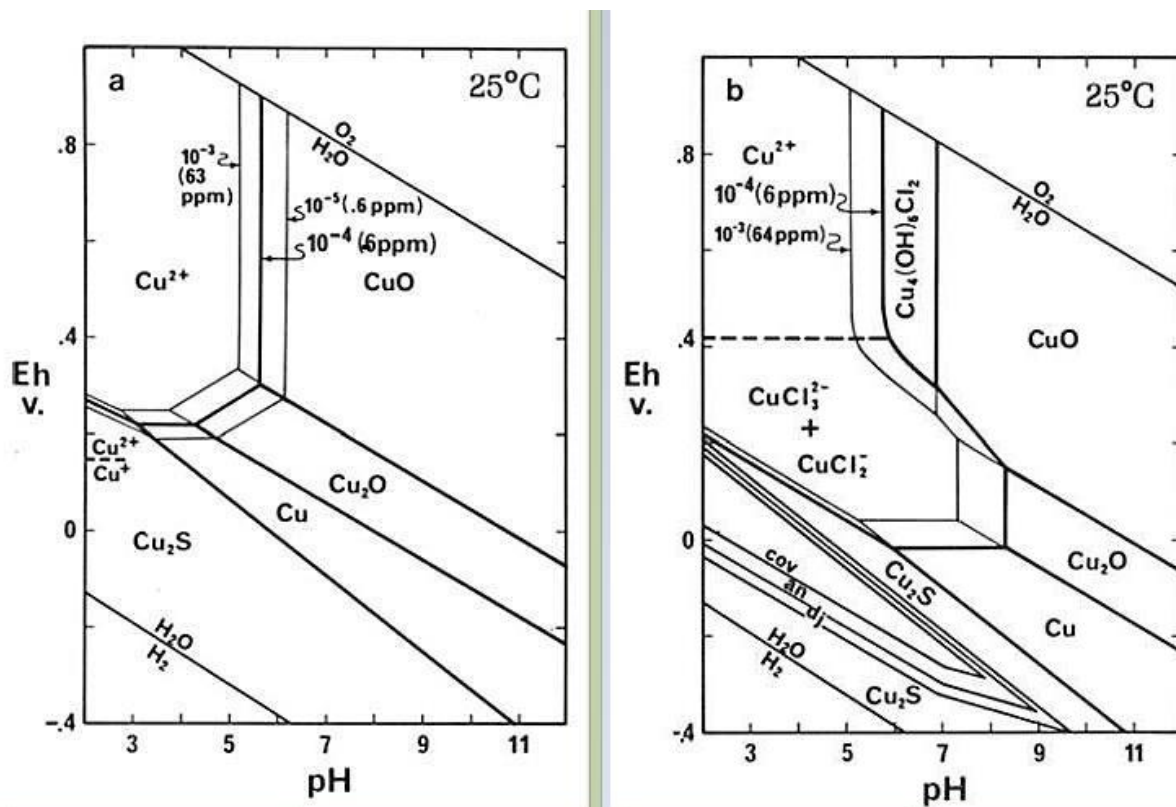 a
25°C
O₂
H₂O
.8
10⁻³
(63
ppm)
10⁻⁵(.6 ppm)
10⁻⁴ (6ppm)
Cu²⁺
CuO
.4
Eh
v.
Cu²⁺
Cu⁺
Cu₂O
Cu
0
Cu₂S
H₂O
H₂
-.4
3
5
7
9
11
pH
b
25°C
O₂
H₂O
Cu²⁺
.8
10⁻⁴(6ppm)
10⁻³(64ppm)
Cu₄(OH)₆Cl₂
CuO
.4
Eh
v.
CuCl₃²⁻
+
CuCl₂⁻
Cu₂O
0
cov
an
dj
Cu₂S
Cu
H₂O
H₂
Cu₂S
-.4
3
5
7
9
11
pH